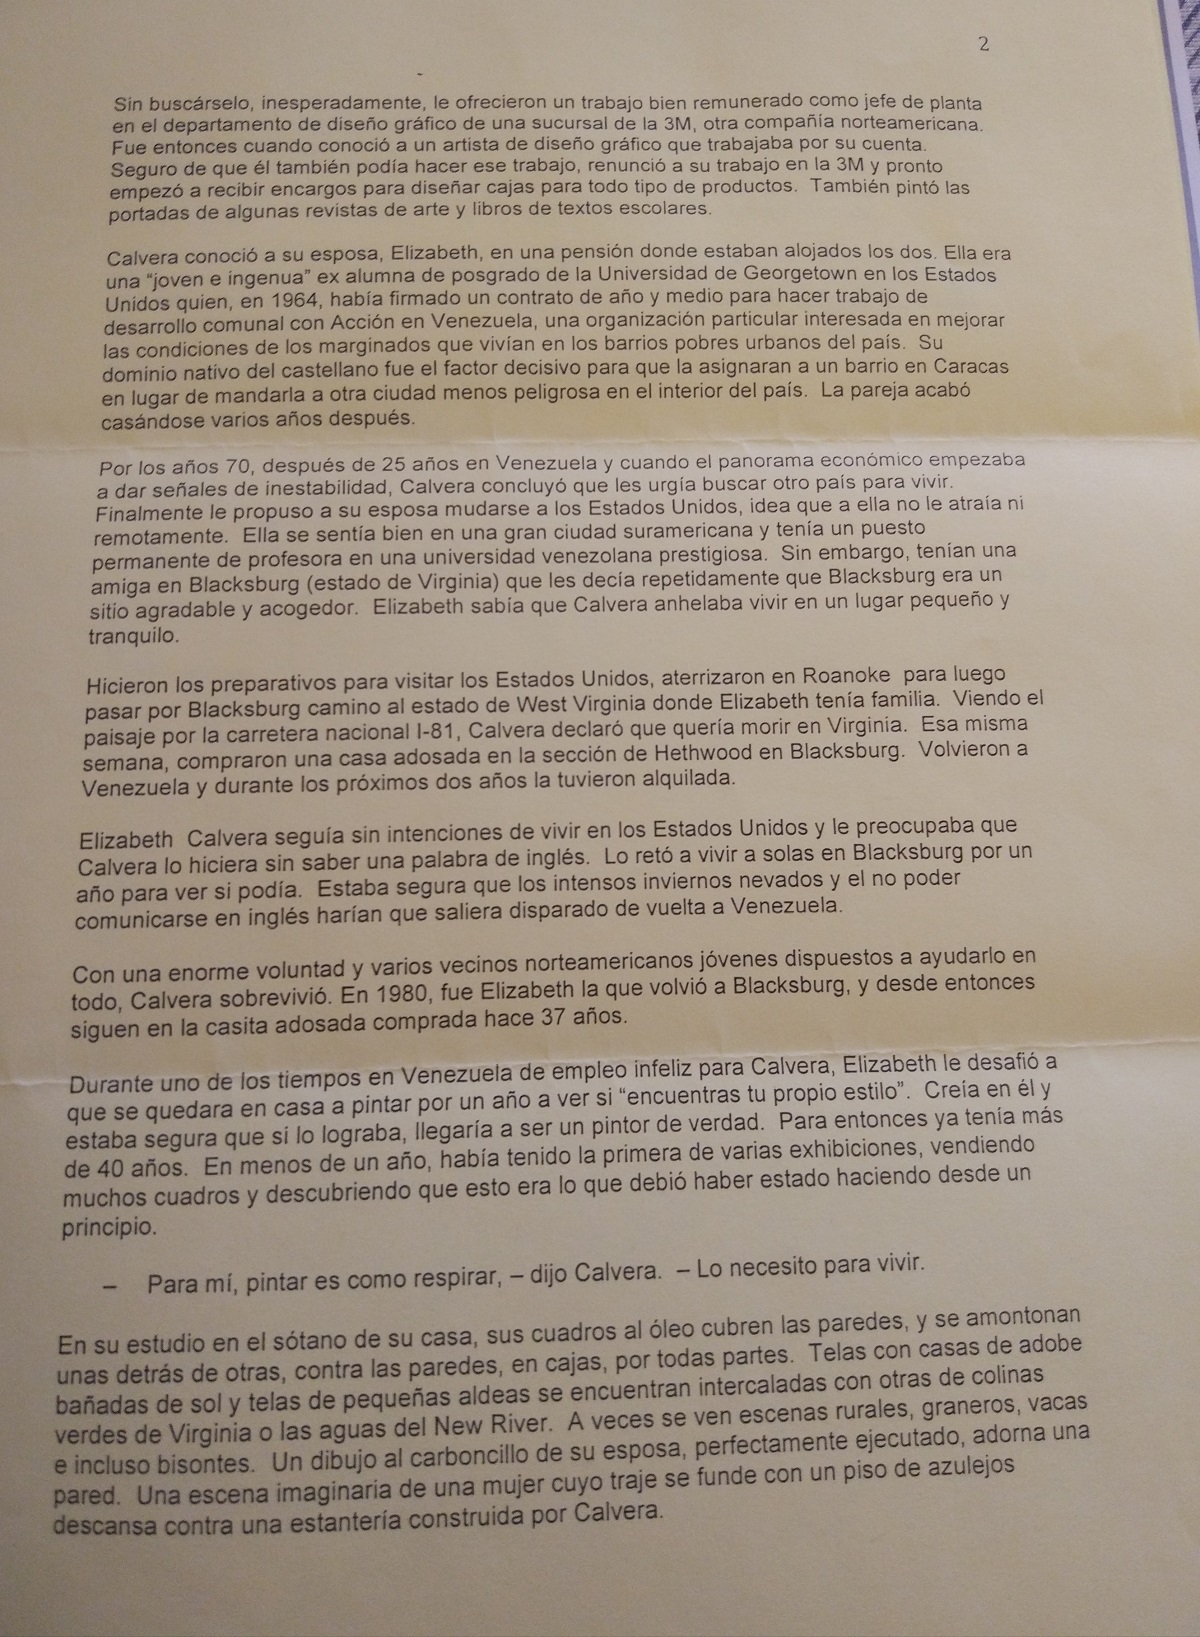 2
Sin buscárselo, inesperadamente, le ofrecieron un trabajo bien remunerado como jefe de planta
en el departamento de diseño gráfico de una sucursal de la 3M, otra compañía norteamericana.
Fue entonces cuando conoció a un artista de diseño gráfico que trabajaba por su cuenta.
Seguro de que él también podía hacer ese trabajo, renunció a su trabajo en la 3M y pronto
empezó a recibir encargos para diseñar cajas para todo tipo de productos.  También pintó las
portadas de algunas revistas de arte y libros de textos escolares.
Calvera conoció a su esposa, Elizabeth, en una pensión donde estaban alojados los dos. Ella era
una “joven e ingenua” ex alumna de posgrado de la Universidad de Georgetown en los Estados
Unidos quien, en 1964, había firmado un contrato de año y medio para hacer trabajo de
desarrollo comunal con Acción en Venezuela, una organización particular interesada en mejorar
las condiciones de los marginados que vivían en los barrios pobres urbanos del país.  Su
dominio nativo del castellano fue el factor decisivo para que la asignaran a un barrio en Caracas
en lugar de mandarla a otra ciudad menos peligrosa en el interior del país.  La pareja acabó
casándose varios años después.
Por los años 70, después de 25 años en Venezuela y cuando el panorama económico empezaba
a dar señales de inestabilidad, Calvera concluyó que les urgía buscar otro país para vivir.
Finalmente le propuso a su esposa mudarse a los Estados Unidos, idea que a ella no le atraía ni
remotamente.  Ella se sentía bien en una gran ciudad suramericana y tenía un puesto
permanente de profesora en una universidad venezolana prestigiosa.  Sin embargo, tenían una
amiga en Blacksburg (estado de Virginia) que les decía repetidamente que Blacksburg era un
sitio agradable y acogedor.  Elizabeth sabía que Calvera anhelaba vivir en un lugar pequeño y
tranquilo.
Hicieron los preparativos para visitar los Estados Unidos, aterrizaron en Roanoke  para luego
pasar por Blacksburg camino al estado de West Virginia donde Elizabeth tenía familia.  Viendo el
paisaje por la carretera nacional I-81, Calvera declaró que quería morir en Virginia.  Esa misma
semana, compraron una casa adosada en la sección de Hethwood en Blacksburg.  Volvieron a
Venezuela y durante los próximos dos años la tuvieron alquilada.
Elizabeth  Calvera seguía sin intenciones de vivir en los Estados Unidos y le preocupaba que
Calvera lo hiciera sin saber una palabra de inglés.  Lo retó a vivir a solas en Blacksburg por un
año para ver si podía.  Estaba segura que los intensos inviernos nevados y el no poder
comunicarse en inglés harían que saliera disparado de vuelta a Venezuela.
Con una enorme voluntad y varios vecinos norteamericanos jóvenes dispuestos a ayudarlo en
todo, Calvera sobrevivió. En 1980, fue Elizabeth la que volvió a Blacksburg, y desde entonces
siguen en la casita adosada comprada hace 37 años.
Durante uno de los tiempos en Venezuela de empleo infeliz para Calvera, Elizabeth le desafió a
que se quedara en casa a pintar por un año a ver si “encuentras tu propio estilo”.  Creía en él y
estaba segura que si lo lograba, llegaría a ser un pintor de verdad.  Para entonces ya tenía más
de 40 años.  En menos de un año, había tenido la primera de varias exhibiciones, vendiendo
muchos cuadros y descubriendo que esto era lo que debió haber estado haciendo desde un
principio.
–    Para mí, pintar es como respirar, – dijo Calvera.  – Lo necesito para vivir.
En su estudio en el sótano de su casa, sus cuadros al óleo cubren las paredes, y se amontonan
unas detrás de otras, contra las paredes, en cajas, por todas partes.  Telas con casas de adobe
bañadas de sol y telas de pequeñas aldeas se encuentran intercaladas con otras de colinas
verdes de Virginia o las aguas del New River.  A veces se ven escenas rurales, graneros, vacas
e incluso bisontes.  Un dibujo al carboncillo de su esposa, perfectamente ejecutado, adorna una
pared.  Una escena imaginaria de una mujer cuyo traje se funde con un piso de azulejos
descansa contra una estantería construida por Calvera.